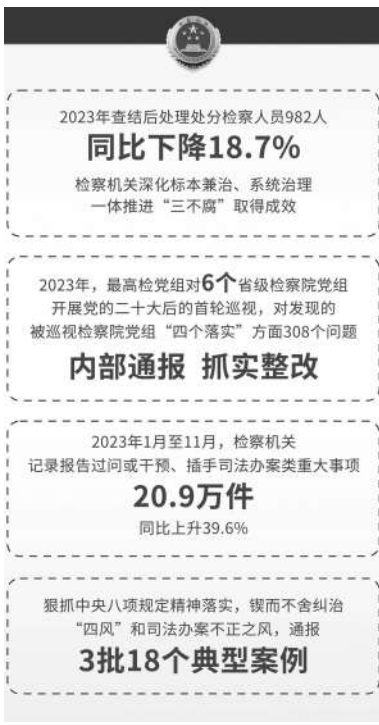 2023年查结后处理处分检察人员982人
同比下降18.7%
检察机关深化标本兼治、系统治理
一体推进“三不腐”取得成效
2023年，最高检党组对6个省级检察院党组
开展党的二十大后的首轮巡视，对发现的
被巡视检察院党组“四个落实”方面308个问题
内部通报 抓实整改
2023年1月至11月，检察机关
记录报告过问或干预、插手司法办案类重大事项
20.9万件
同比上升39.6%
狠抓中央八项规定精神落实，锲而不舍纠治
“四风”和司法办案不正之风，通报
3批18个典型案例